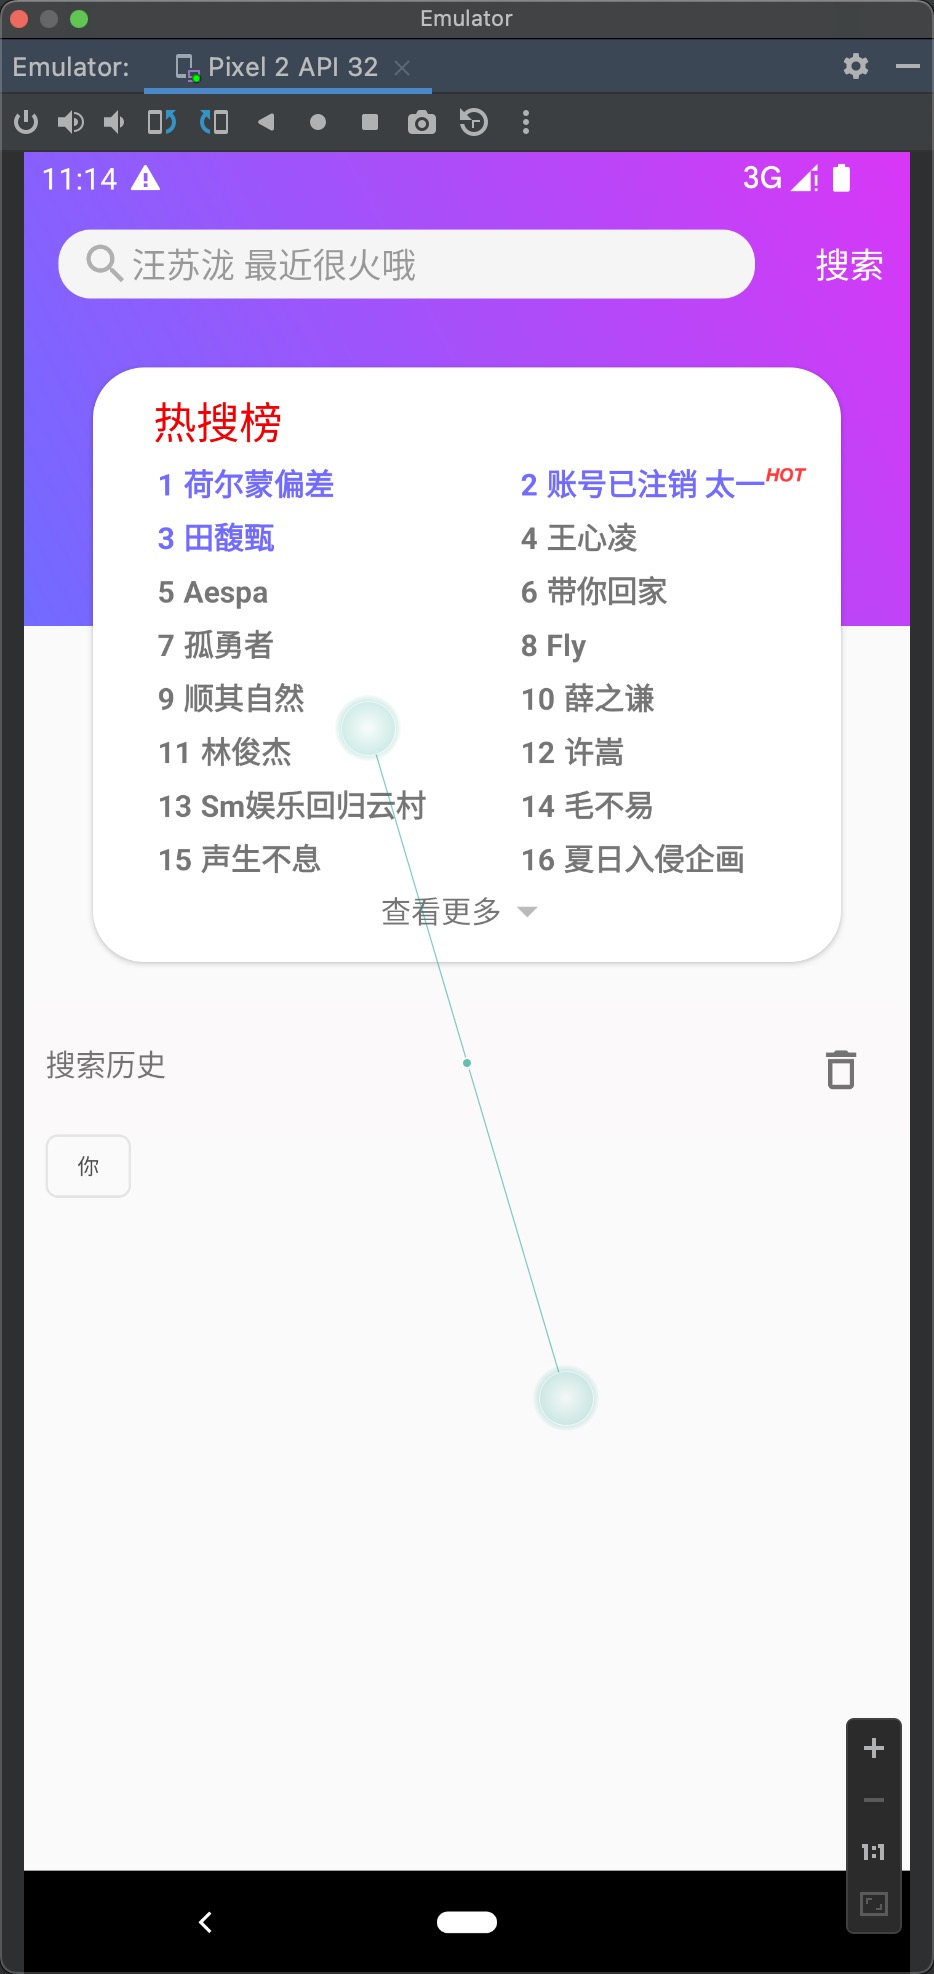 Emulator
Emulator: Pixel 2 API 32
11:14 3G
汪苏泷 最近很火哦 搜索
热搜榜
1 荷尔蒙偏差 2 账号已注销 太一HOT
3 田馥甄 4 王心凌
5 Aespa 6 带你回家
7 孤勇者 8 Fly
9 顺其自然 10 薛之谦
11 林俊杰 12 许嵩
13 Sm娱乐回归云村 14 毛不易
15 声生不息 16 夏日入侵企画
查看更多
搜索历史
你
1:1